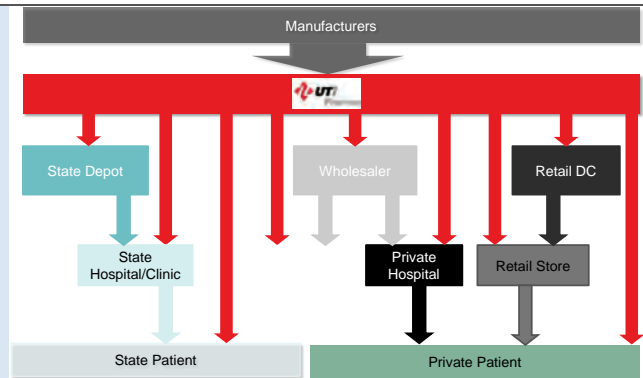 Manufacturers
UTi
State Depot
Wholesaler
Retail DC
State
Hospital/Clinic
Private
Hospital
Retail Store
State Patient
Private Patient